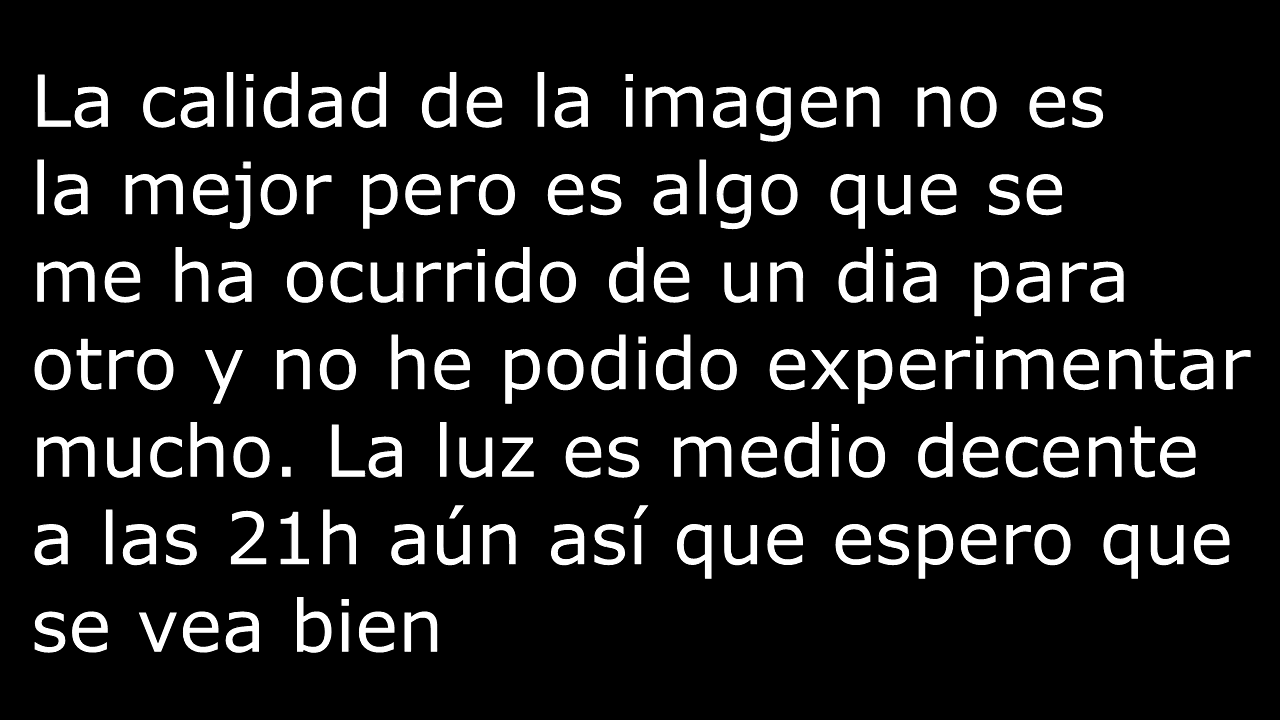 La calidad de la imagen no es
la mejor pero es algo que se
me ha ocurrido de un dia para
otro y no he podido experimentar
mucho. La luz es medio decente
a las 21h aún así que espero que
se vea bien